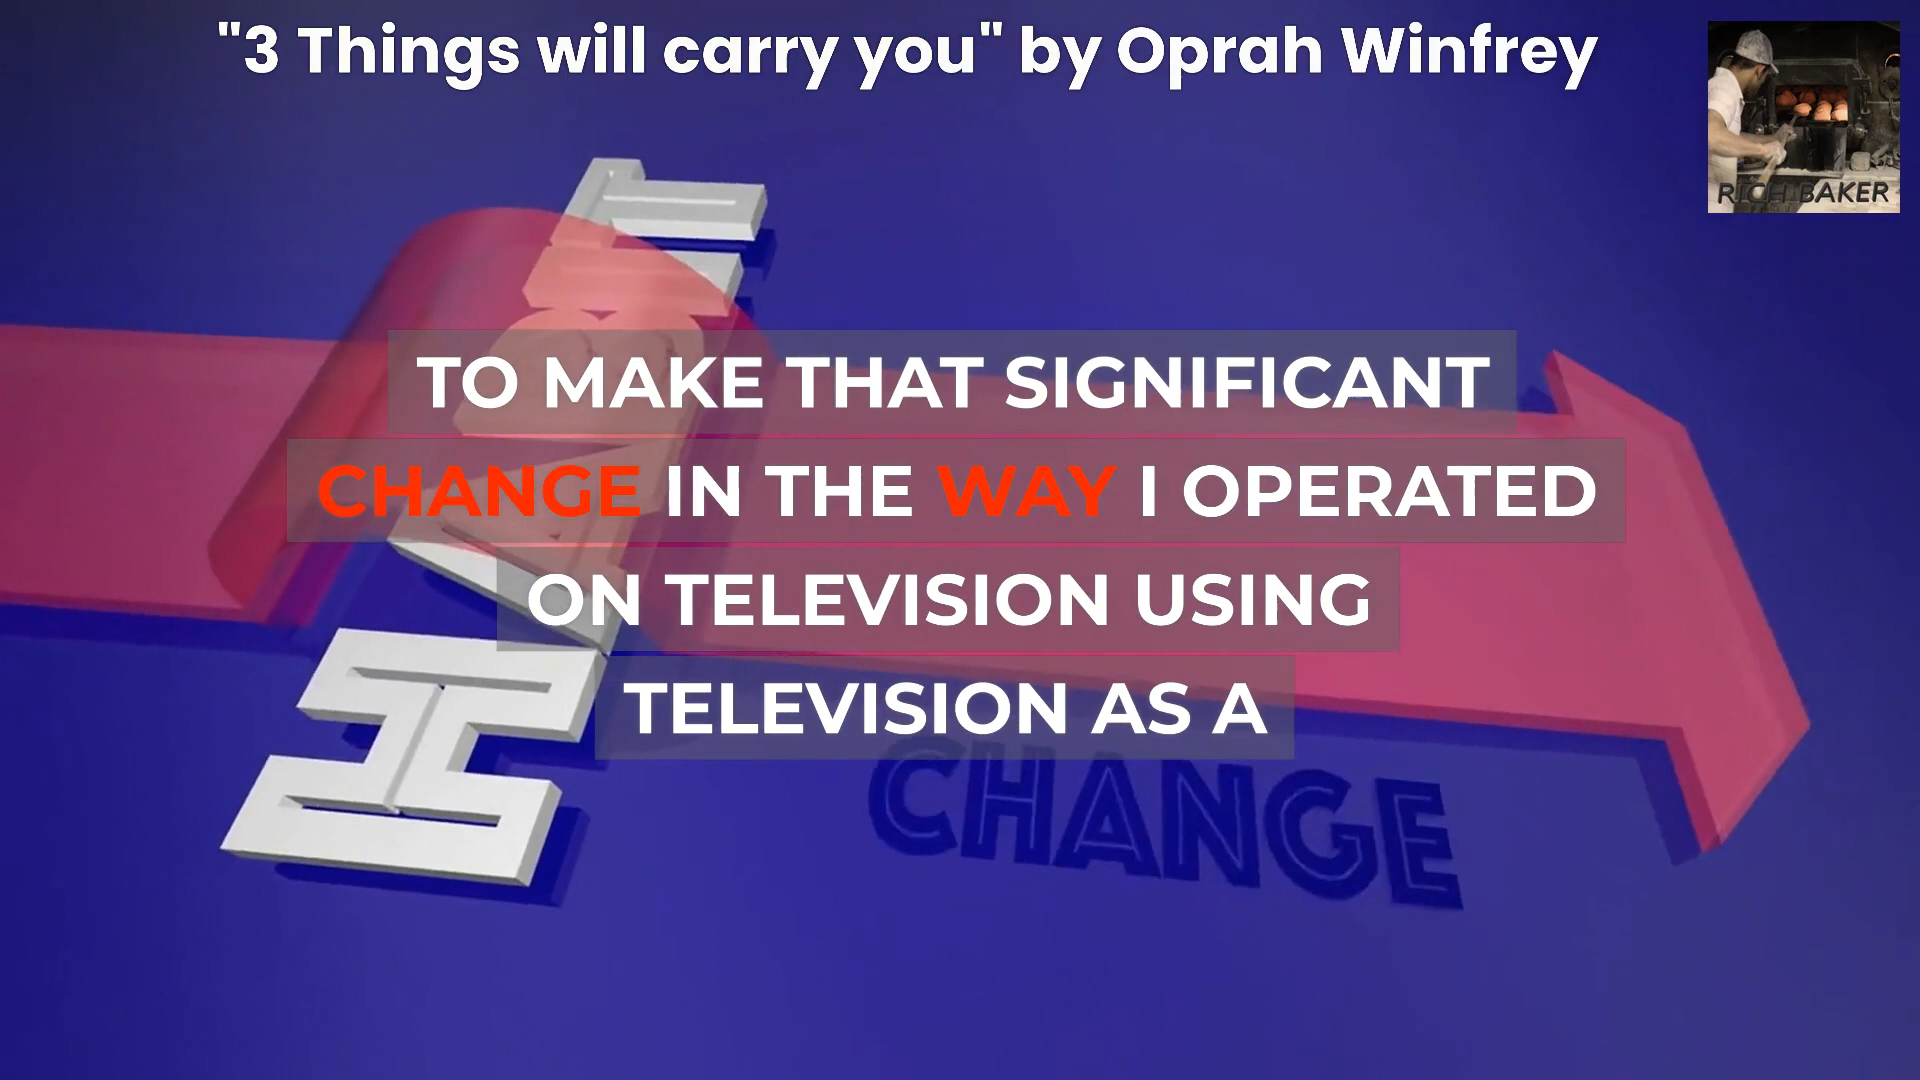 "3 Things will carry you" by Oprah Winfrey
RICH BAKER
TO MAKE THAT SIGNIFICANT
CHANGE IN THE WAY I OPERATED
ON TELEVISION USING
TELEVISION AS A
CHANGE